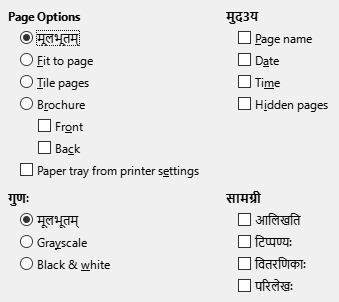 Page Options
मूलभूतम्
Fit to page
Tile pages
Brochure
Front
Back
Paper tray from printer settings
मुद्३य
Page name
Date
Time
Hidden pages
गुणः
मूलभूतम्
Grayscale
Black & white
सामग्री
आलिखति
टिप्पण्यः
वितरणिकाः
परिलेखः